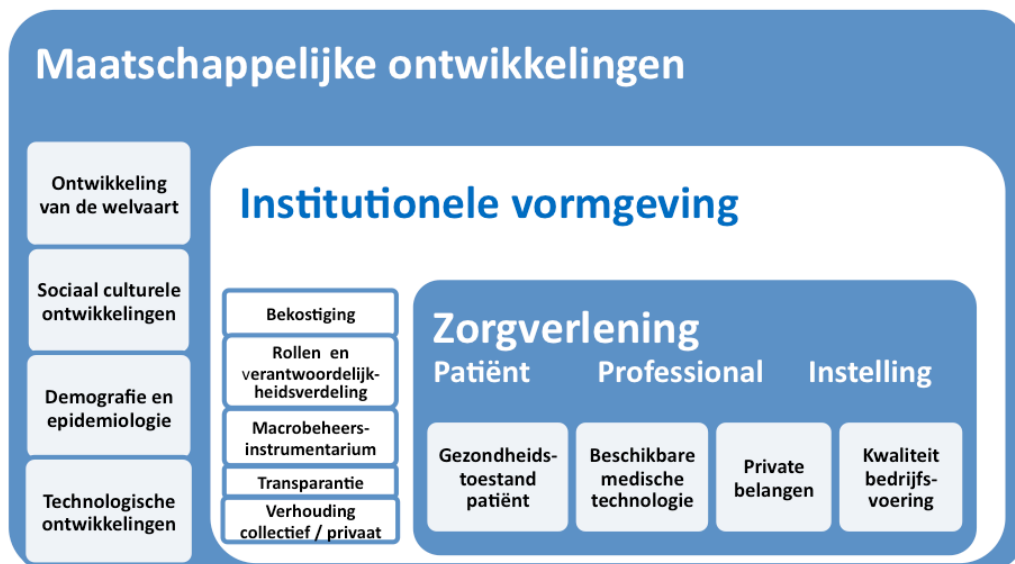 Maatschappelijke ontwikkelingen
Ontwikkeling
van de welvaart
Sociaal culturele
ontwikkelingen
Demografie en
epidemiologie
Technologische
ontwikkelingen
Institutionele vormgeving
Bekostiging
Rollen en
verantwoordelijk-
heidsverdeling
Macrobeheers-
instrumentarium
Transparantie
Verhouding
collectief / privaat
Zorgverlening
Patiënt Professional Instelling
Gezondheids-
toestand
patiënt
Beschikbare
medische
technologie
Private
belangen
Kwaliteit
bedrijfs-
voering